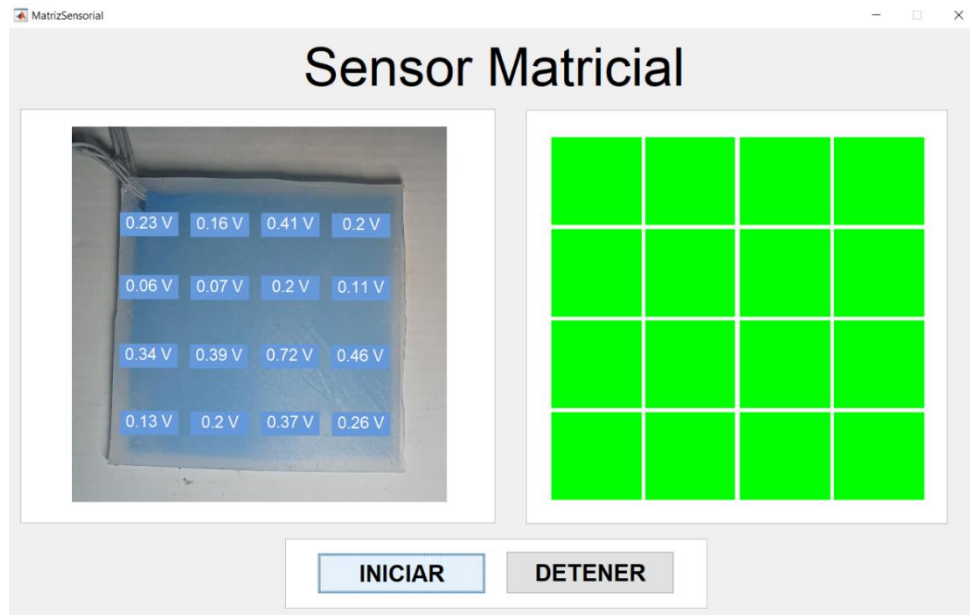 MatrizSensorial
Sensor Matricial
0.23 V 0.16 V 0.41 V 0.2 V
0.06 V 0.07 V 0.2 V 0.11 V
0.34 V 0.39 V 0.72 V 0.46 V
0.13 V 0.2 V 0.37 V 0.26 V
INICIAR DETENER